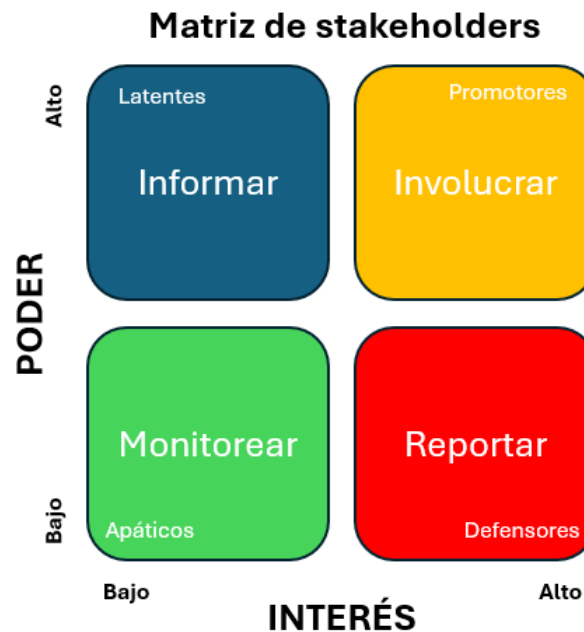 Matriz de stakeholders
Alto
Latentes
Promotores
Informar
Involucrar
PODER
Monitorear
Reportar
Bajo
Apáticos
Defensores
Bajo
Alto
INTERÉS